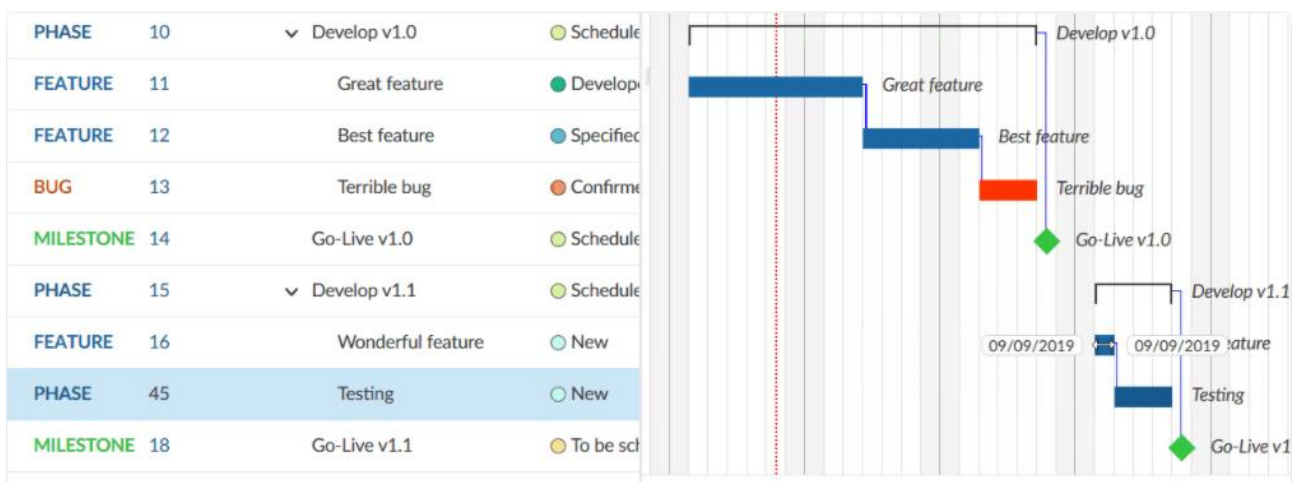 PHASE 10 Develop v1.0 Schedule Develop v1.0
FEATURE 11 Great feature Develope Great feature
FEATURE 12 Best feature Specified Best feature
BUG 13 Terrible bug Confirme Terrible bug
MILESTONE 14 Go-Live v1.0 Schedule Go-Live v1.0
PHASE 15 Develop v1.1 Schedule Develop v1.1
FEATURE 16 Wonderful feature New 09/09/2019 09/09/2019 eature
PHASE 45 Testing New Testing
MILESTONE 18 Go-Live v1.1 To be sch Go-Live v1